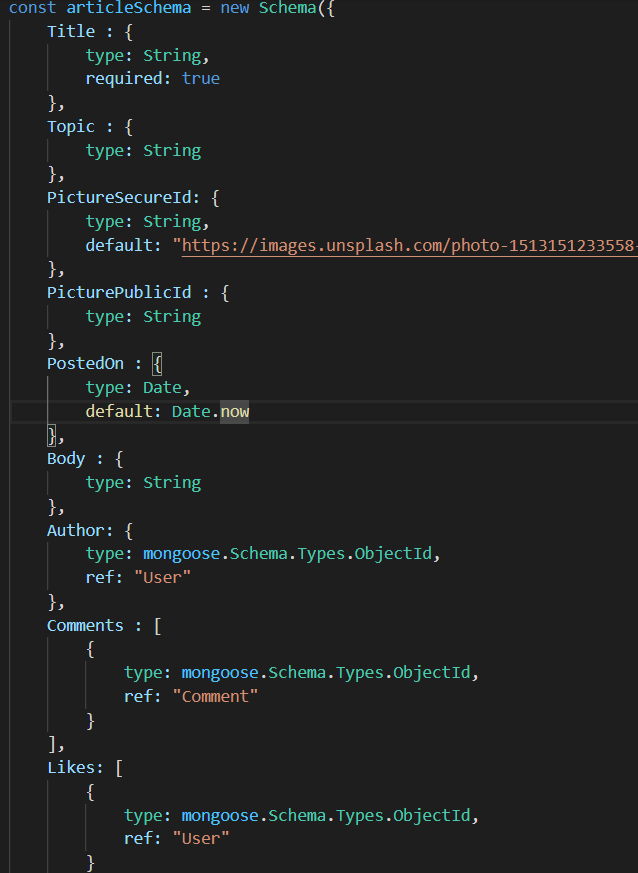 const articleSchema = new Schema({
    Title : {
        type: String,
        required: true
    },
    Topic : {
        type: String
    },
    PictureSecureId: {
        type: String,
        default: "https://images.unsplash.com/photo-1513151233558-
    },
    PicturePublicId : {
        type: String
    },
    PostedOn : {
        type: Date,
        default: Date.now
    },
    Body : {
        type: String
    },
    Author: {
        type: mongoose.Schema.Types.ObjectId,
        ref: "User"
    },
    Comments : [
        {
            type: mongoose.Schema.Types.ObjectId,
            ref: "Comment"
        }
    ],
    Likes: [
        {
            type: mongoose.Schema.Types.ObjectId,
            ref: "User"
        }